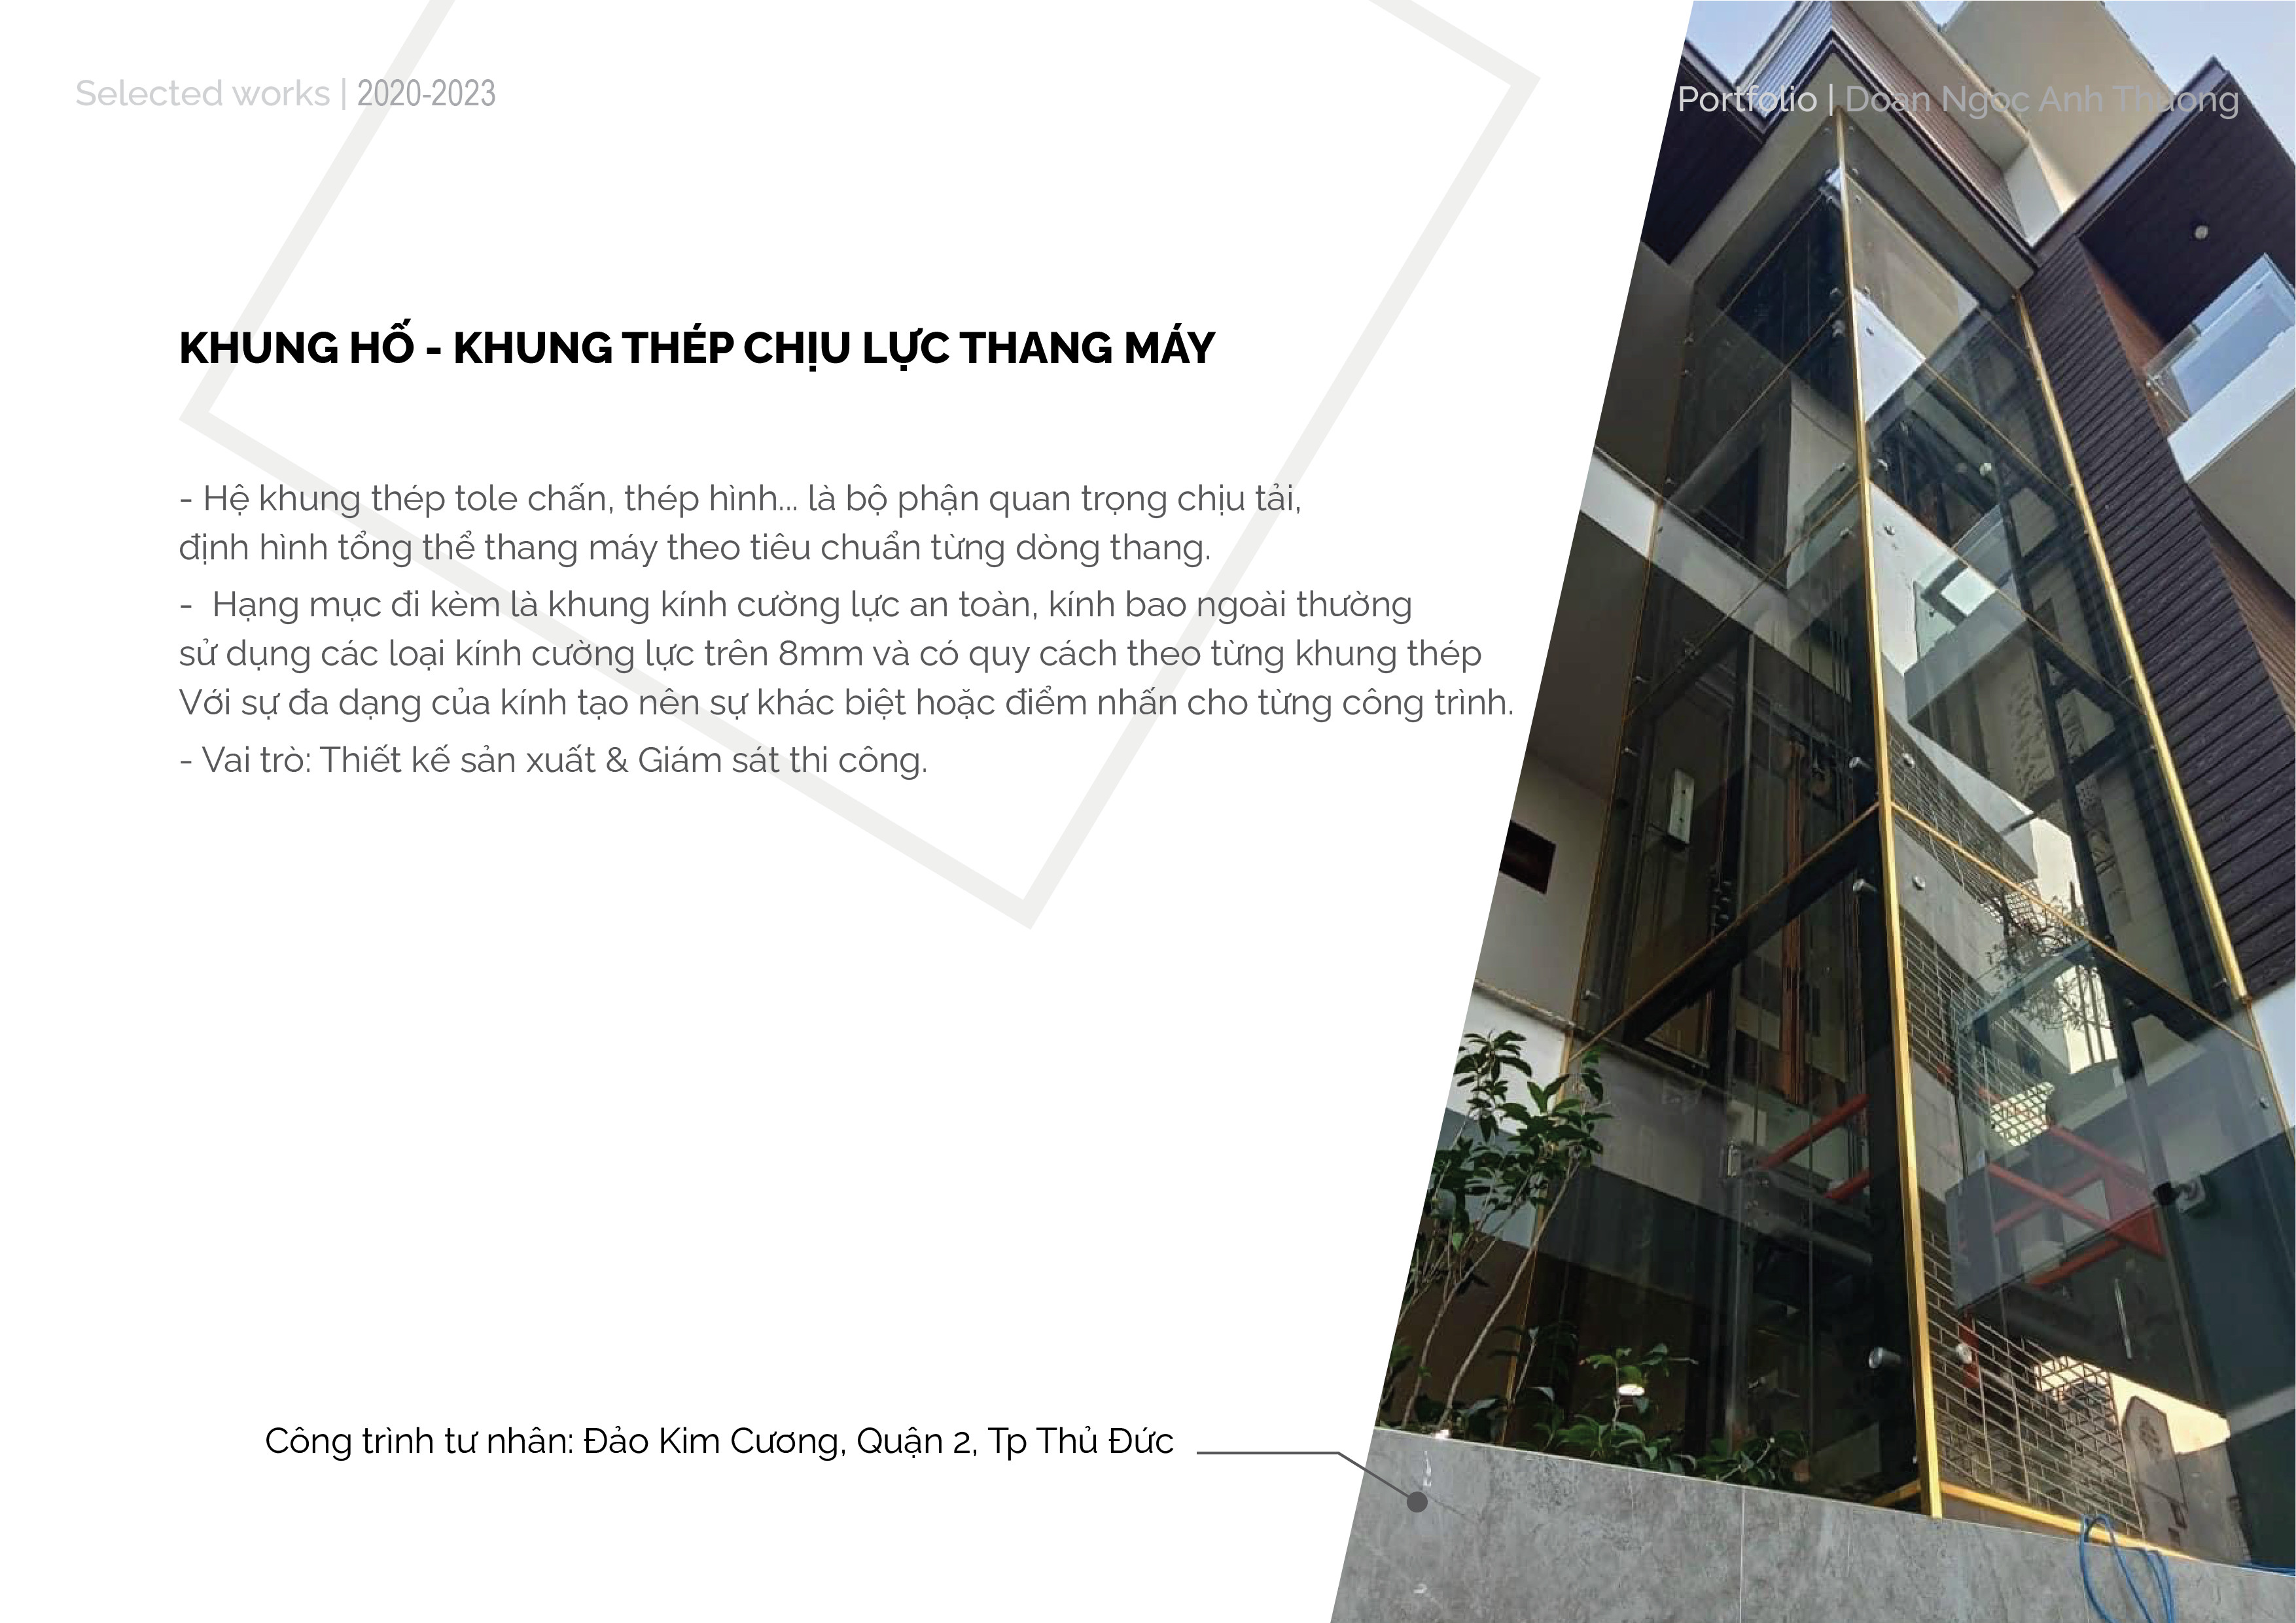 Selected works | 2020-2023
Portfolio | Doan Ngoc Anh Thuong
KHUNG HỐ - KHUNG THÉP CHỊU LỰC THANG MÁY
- Hệ khung thép tole chấn, thép hình... là bộ phận quan trọng chịu tải,
định hình tổng thể thang máy theo tiêu chuẩn từng dòng thang.
- Hạng mục đi kèm là khung kính cường lực an toàn, kính bao ngoài thường
sử dụng các loại kính cường lực trên 8mm và có quy cách theo từng khung thép
Với sự đa dạng của kính tạo nên sự khác biệt hoặc điểm nhấn cho từng công trình.
- Vai trò: Thiết kế sản xuất & Giám sát thi công.
Công trình tư nhân: Đảo Kim Cương, Quận 2, Tp Thủ Đức